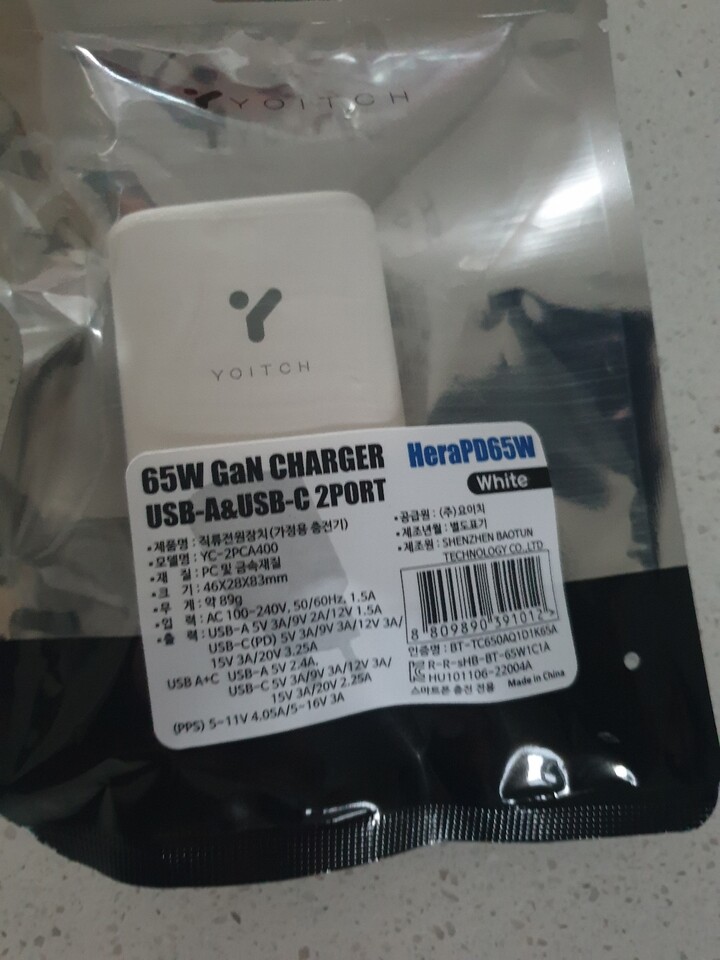 YOITCH
YOITCH
65W GaN CHARGER
USB-A&USB-C 2PORT
•제품명 : 직류전원장치(가정용 충전기)
•모델명 : YC-2PCA400
•재 질 : PC 및 금속재질
•크 기 : 46X28X83mm
•무 게 : 약 89g
•입 력 : AC 100-240V, 50/60Hz, 1.5A
•출 력 : USB-A 5V 3A/9V 2A/12V 1.5A
USB-C(PD) 5V 3A/9V 3A/12V 3A/
15V 3A/20V 3.25A
USB A+C USB-A 5V 2.4A,
USB-C 5V 3A/9V 3A/12V 3A/
15V 3A/20V 2.25A
(PPS) 5~11V 4.05A/5~16V 3A
HeraPD65W
White
•공급원 : (주)요이치
•제조년월 : 별도표기
•제조원 : SHENZHEN BAOTUN
TECHNOLOGY CO.,LTD
8 809890 391012 >
인증명 : BT-TC650AQ1D1K65A
R-R-sHB-BT-65W1C1A
HU101106-22004A
스마트폰 충전 전용 Made in China